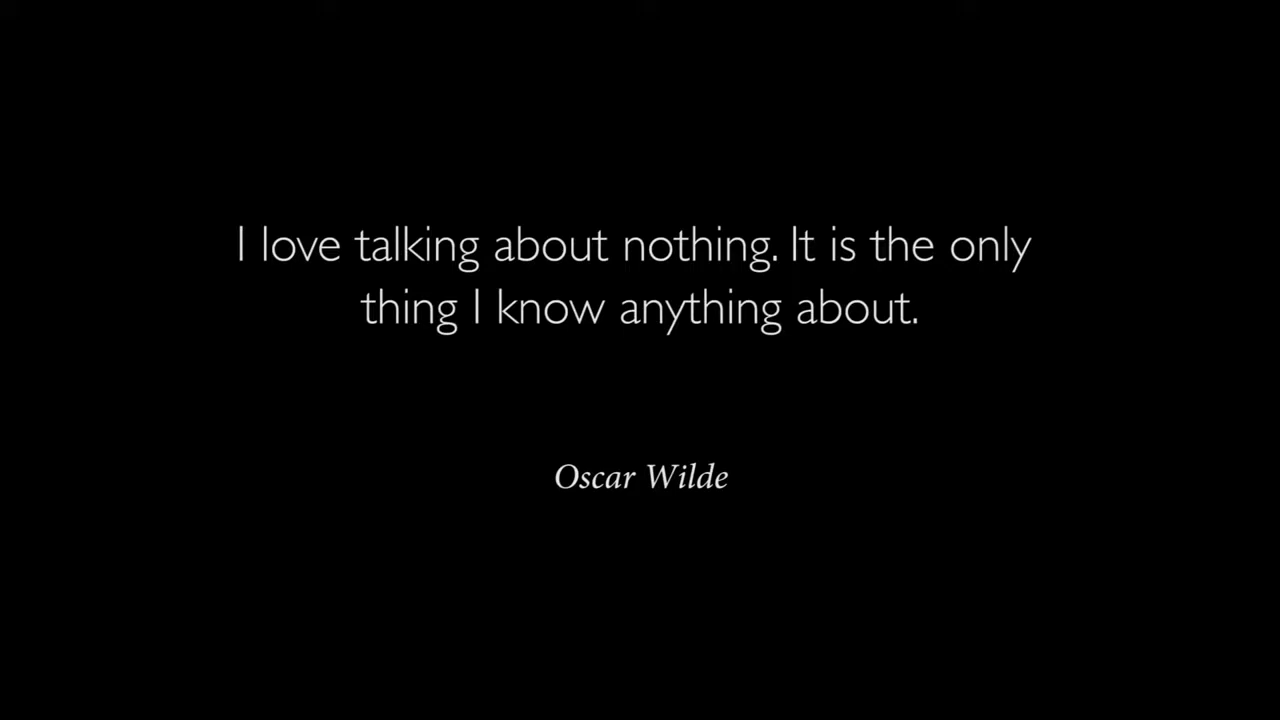 I love talking about nothing. It is the only
thing I know anything about.
Oscar Wilde